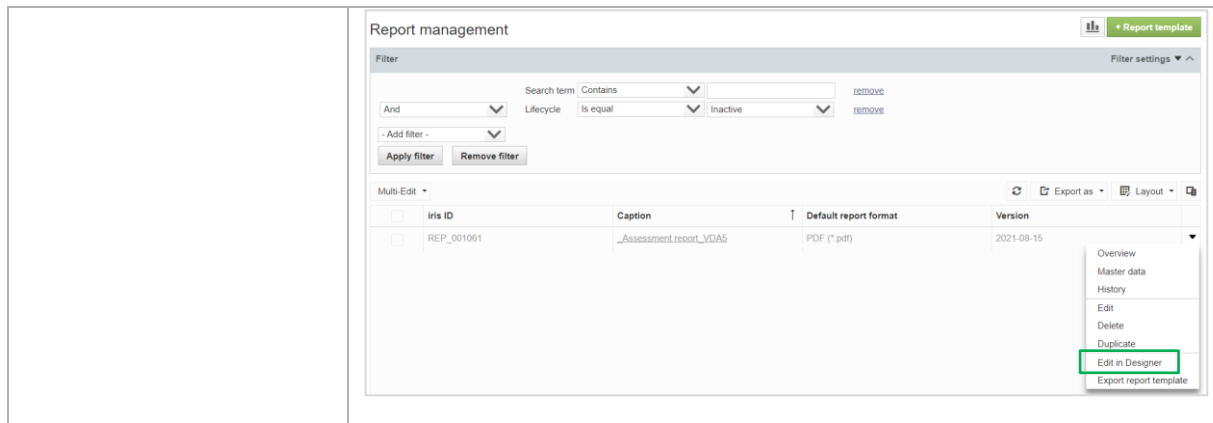 Report management
+ Report template
Filter
Filter settings
Search term Contains remove
And Lifecycle Is equal Inactive remove
- Add filter -
Apply filter Remove filter
Multi-Edit Export as Layout
iris ID Caption Default report format Version
REP_001061 _Assessment report_VDA5 PDF (*.pdf) 2021-08-15
Overview
Master data
History
Edit
Delete
Duplicate
Edit in Designer
Export report template